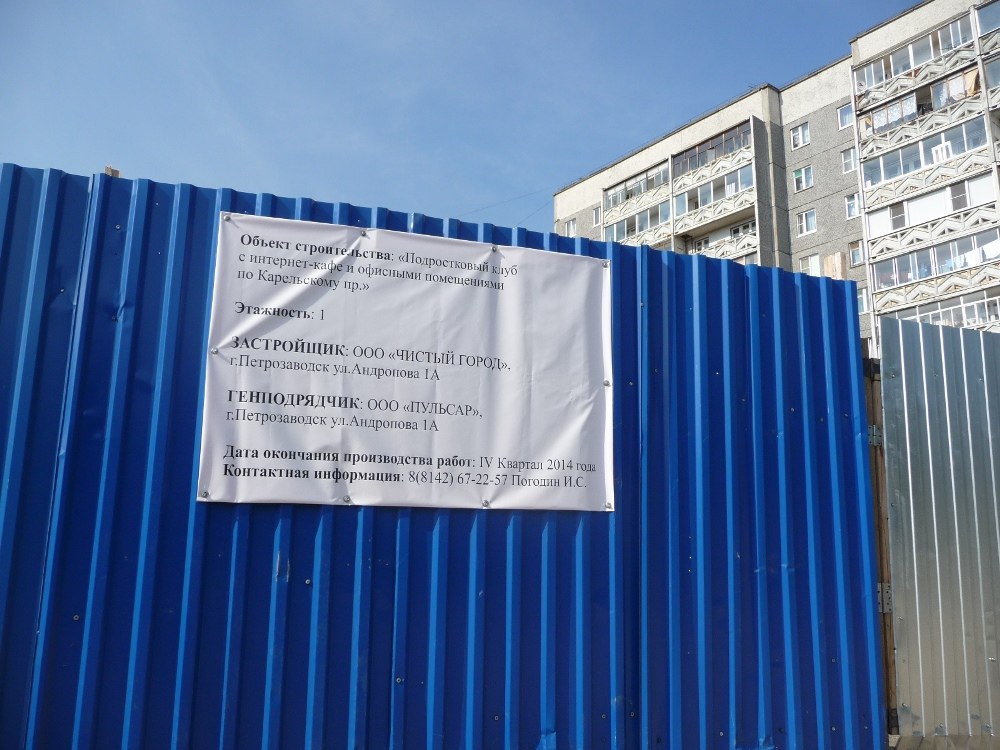 Объект строительства: «Подростковый клуб
с интернет-кафе и офисными помещениями
по Карельскому пр.»
Этажность: 1
ЗАСТРОЙЩИК: ООО «ЧИСТЫЙ ГОРОД»,
г.Петрозаводск ул.Андропова 1А
ГЕНПОДРЯДЧИК: ООО «ПУЛЬСАР»,
г.Петрозаводск ул.Андропова 1А
Дата окончания производства работ: IV Квартал 2014 года
Контактная информация: 8(8142) 67-22-57 Погодин И.С.